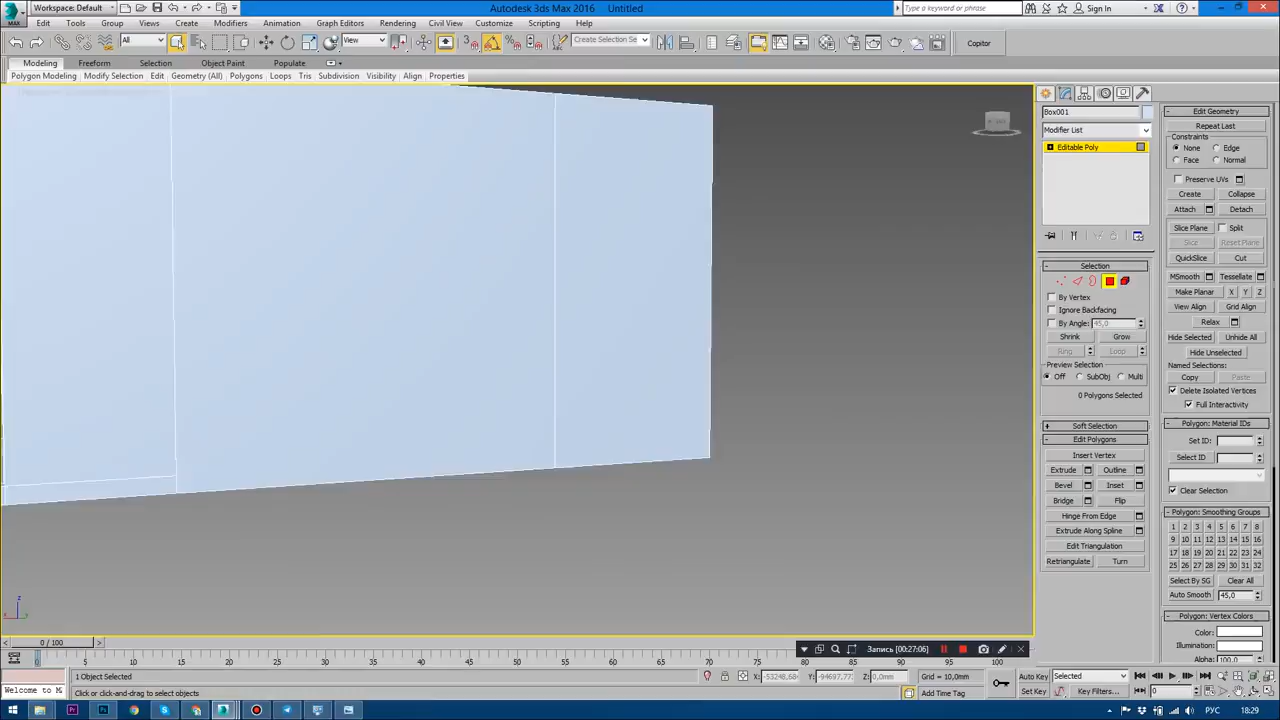 Workspace: Default
Autodesk 3ds Max 2016 Untitled
Type a keyword or phrase
Sign In
MAX
Edit Tools Group Views Create Modifiers Animation Graph Editors Rendering Civil View Customize Scripting Help
All
View
Create Selection Se
Copitor
Modeling Freeform Selection Object Paint Populate
Polygon Modeling Modify Selection Edit Geometry (All) Polygons Loops Tris Subdivision Visibility Align Properties
Box001
Modifier List
Editable Poly
Selection
By Vertex
Ignore Backfacing
By Angle: 45,0
Shrink Grow
Ring Loop
Preview Selection
Off SubObj Multi
0 Polygons Selected
Soft Selection
Edit Polygons
Insert Vertex
Extrude Outline
Bevel Inset
Bridge Flip
Hinge From Edge
Extrude Along Spline
Edit Triangulation
Retriangulate Turn
Edit Geometry
Repeat Last
Constraints
None Edge
Face Normal
Preserve UVs
Create Collapse
Attach Detach
Slice Plane Split
Slice Reset Plane
QuickSlice Cut
MSmooth Tessellate
Make Planar X Y Z
View Align Grid Align
Relax
Hide Selected Unhide All
Hide Unselected
Named Selections:
Copy Paste
Delete Isolated Vertices
Full Interactivity
Polygon: Material IDs
Set ID:
Select ID
Clear Selection
Polygon: Smoothing Groups
1 2 3 4 5 6 7 8
9 10 11 12 13 14 15 16
17 18 19 20 21 22 23 24
25 26 27 28 29 30 31 32
Select By SG Clear All
Auto Smooth 45,0
Polygon: Vertex Colors
Color:
Illumination:
Alpha: 100,0
z
0 / 100
Запись [00:27:06]
0 5 10 15 20 25 30 35 40 45 50 55 60 65 70 75 80 85 90 95 100
1 Object Selected
X: -53248,68 Y: -94697,77 Z: 0,0mm
Grid = 10,0mm
Auto Key Selected
Welcome to M
Click or click-and-drag to select objects
Add Time Tag
Set Key Key Filters...
0
РУС
18:29